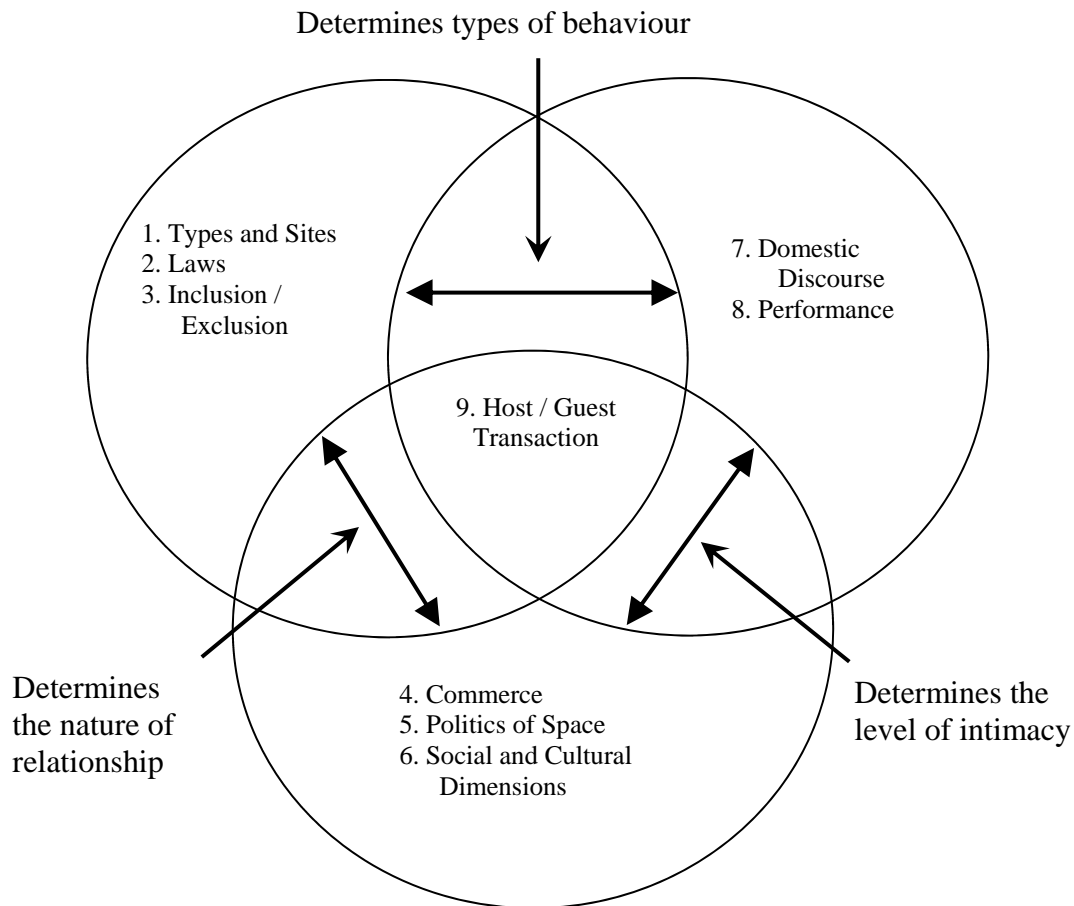 Determines types of behaviour
1. Types and Sites
2. Laws
3. Inclusion /
Exclusion
7. Domestic
Discourse
8. Performance
9. Host / Guest
Transaction
Determines
the nature of
relationship
4. Commerce
5. Politics of Space
6. Social and Cultural
Dimensions
Determines the
level of intimacy